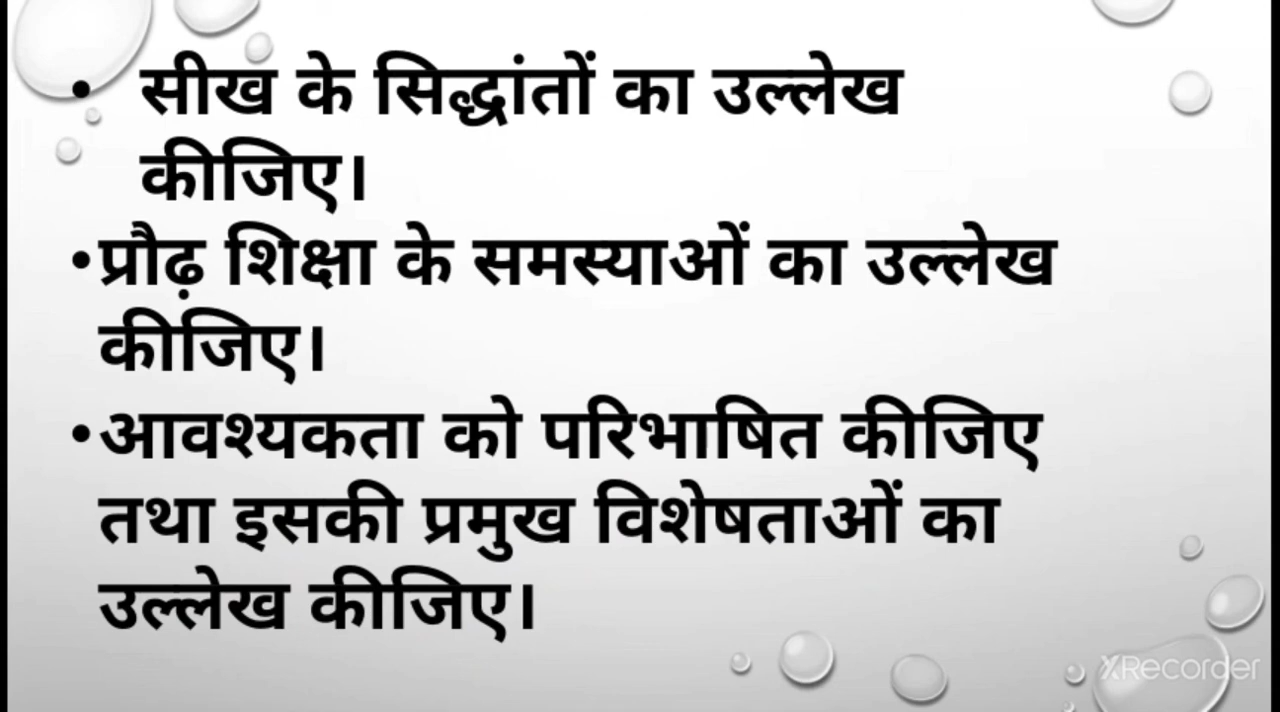 • सीख के सिद्धांतों का उल्लेख
कीजिए।
• प्रौढ़ शिक्षा के समस्याओं का उल्लेख
कीजिए।
• आवश्यकता को परिभाषित कीजिए
तथा इसकी प्रमुख विशेषताओं का
उल्लेख कीजिए।
XRecorder